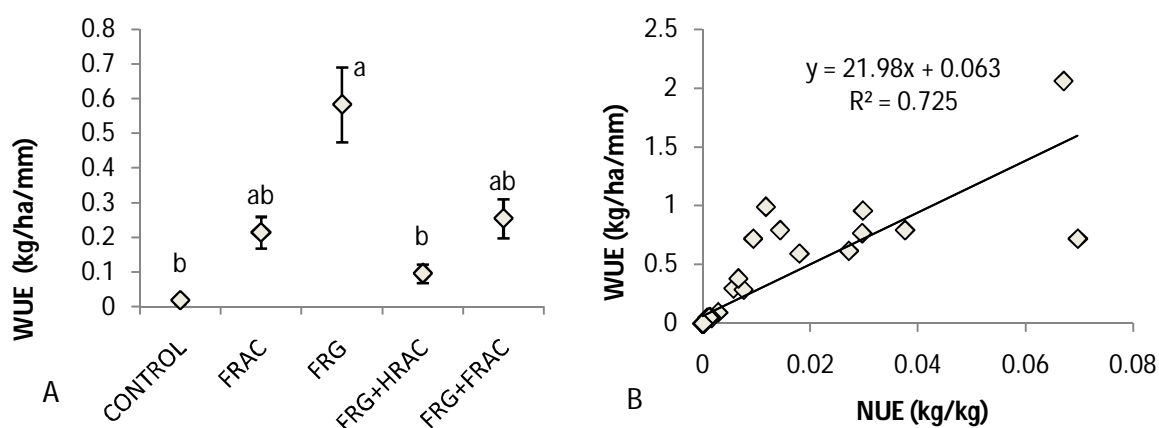 WUE (kg/ha/mm)
0.8
0.7
0.6
0.5
0.4
0.3
0.2
0.1
0
b
ab
a
b
ab
CONTROL
FRAC
FRG
FRG+HRAC
FRG+FRAC
A
WUE (kg/ha/mm)
2.5
2
1.5
1
0.5
0
y = 21.98x + 0.063
R² = 0.725
0 0.02 0.04 0.06 0.08
NUE (kg/kg)
B